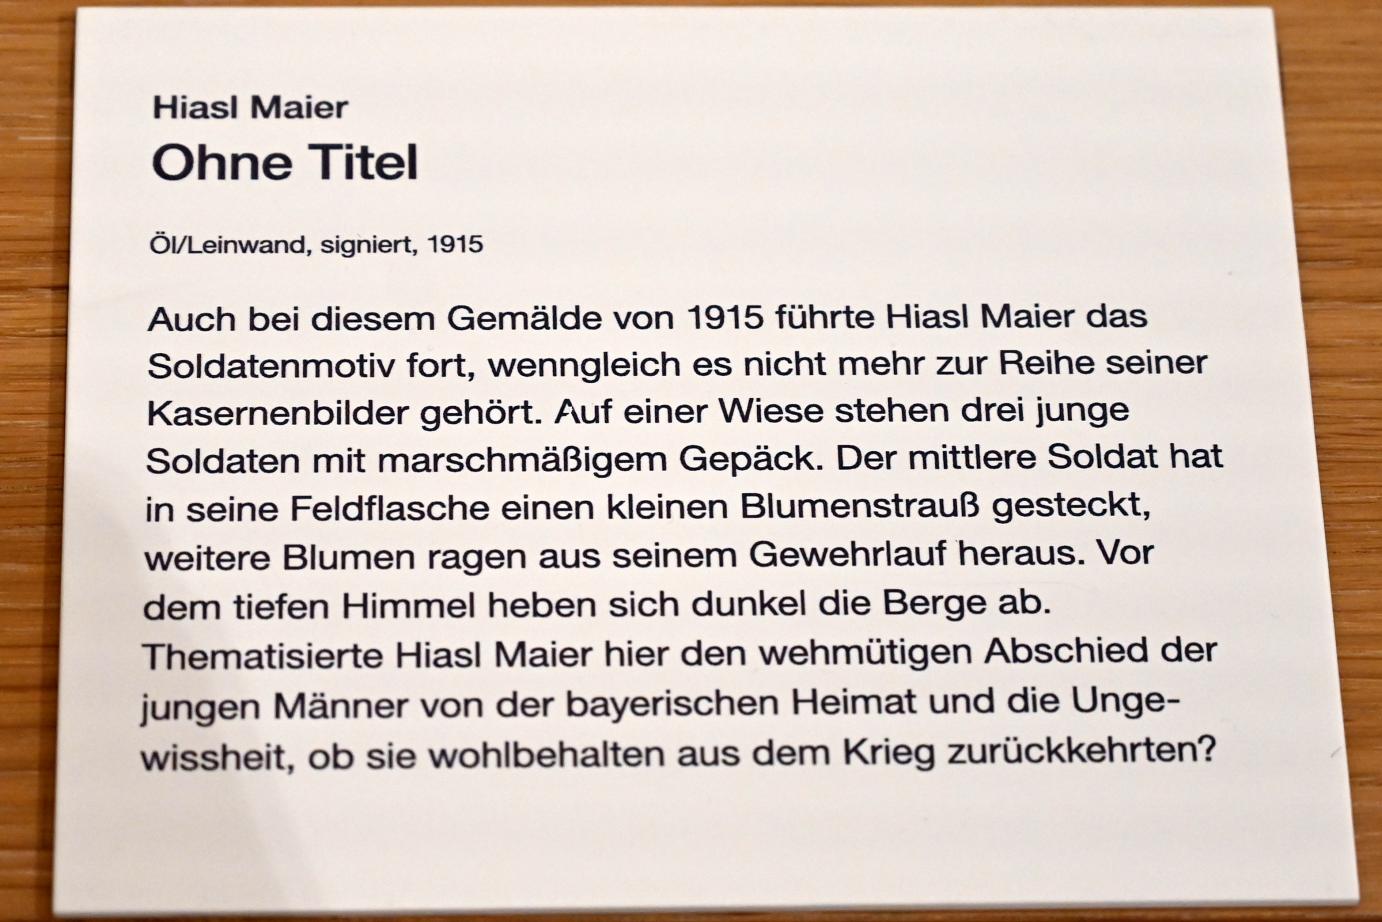 Hiasl Maier
Ohne Titel
Öl/Leinwand, signiert, 1915
Auch bei diesem Gemälde von 1915 führte Hiasl Maier das
Soldatenmotiv fort, wenngleich es nicht mehr zur Reihe seiner
Kasernenbilder gehört. Auf einer Wiese stehen drei junge
Soldaten mit marschmäßigem Gepäck. Der mittlere Soldat hat
in seine Feldflasche einen kleinen Blumenstrauß gesteckt,
weitere Blumen ragen aus seinem Gewehrlauf heraus. Vor
dem tiefen Himmel heben sich dunkel die Berge ab.
Thematisierte Hiasl Maier hier den wehmütigen Abschied der
jungen Männer von der bayerischen Heimat und die Unge-
wissheit, ob sie wohlbehalten aus dem Krieg zurückkehrten?